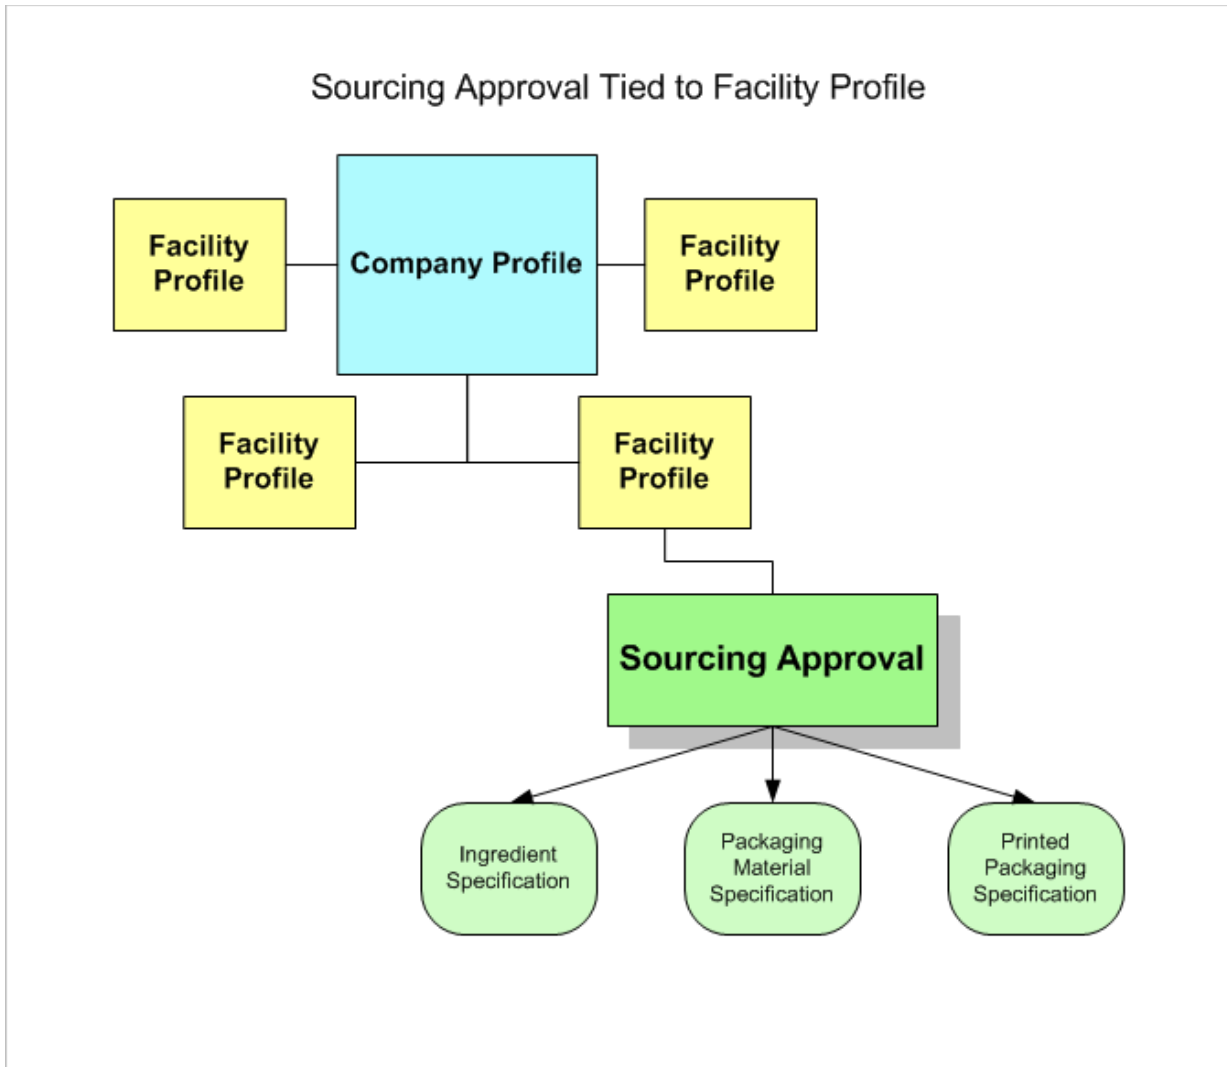 Sourcing Approval Tied to Facility Profile
Facility
Profile
Company Profile
Facility
Profile
Facility
Profile
Facility
Profile
Sourcing Approval
Ingredient
Specification
Packaging
Material
Specification
Printed
Packaging
Specification